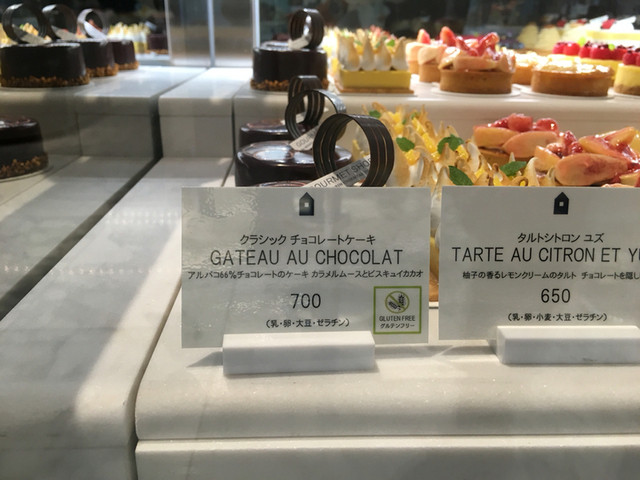 クラシック チョコレートケーキ
GATEAU AU CHOCOLAT
アルパコ66%チョコレートのケーキ カラメルムースとビスキュイカカオ
700
(乳・卵・大豆・ゼラチン)
GLUTEN FREE
グルテンフリー
タルトシトロン ユズ
TARTE AU CITRON ET
柚子の香るレモンクリームのタルト チョコレートを隠し
650
(乳・卵・小麦・大豆・ゼラチン)